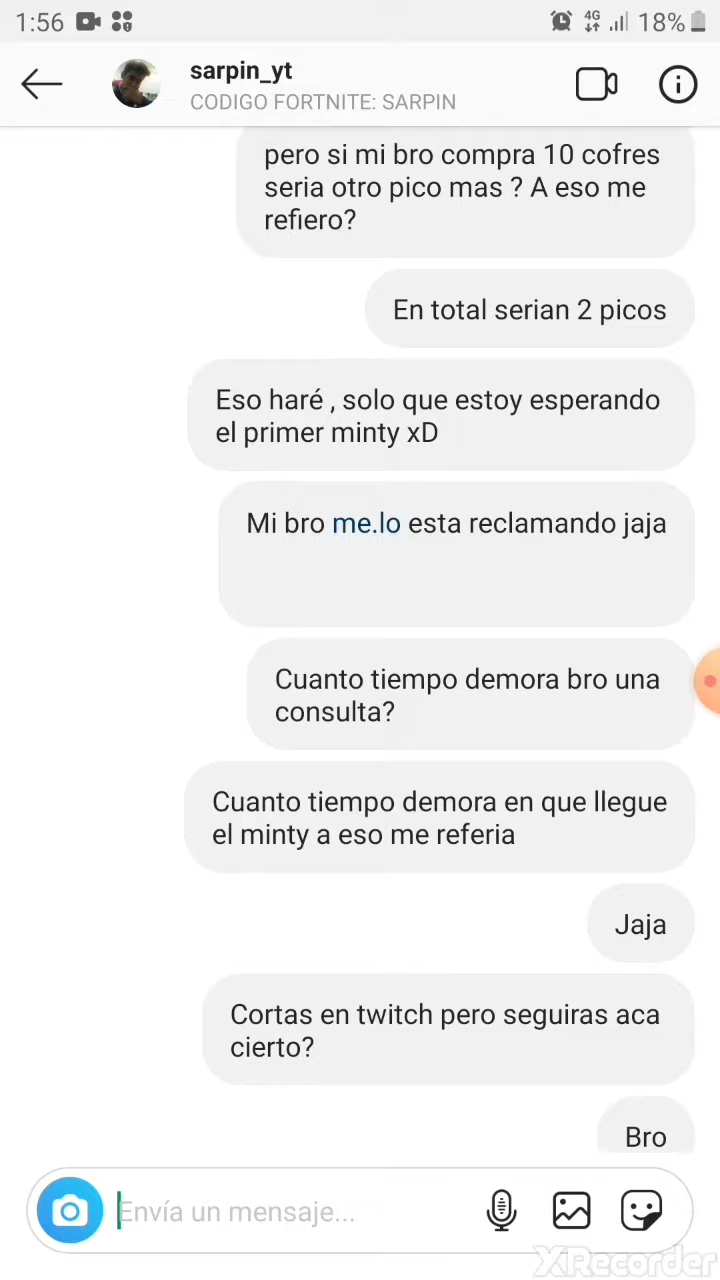 1:56
4G
18%
sarpin_yt
CODIGO FORTNITE: SARPIN
pero si mi bro compra 10 cofres
seria otro pico mas ? A eso me
refiero?
En total serian 2 picos
Eso haré , solo que estoy esperando
el primer minty xD
Mi bro me.lo esta reclamando jaja
Cuanto tiempo demora bro una
consulta?
Cuanto tiempo demora en que llegue
el minty a eso me referia
Jaja
Cortas en twitch pero seguiras aca
cierto?
Bro
Envía un mensaje...
XRecorder